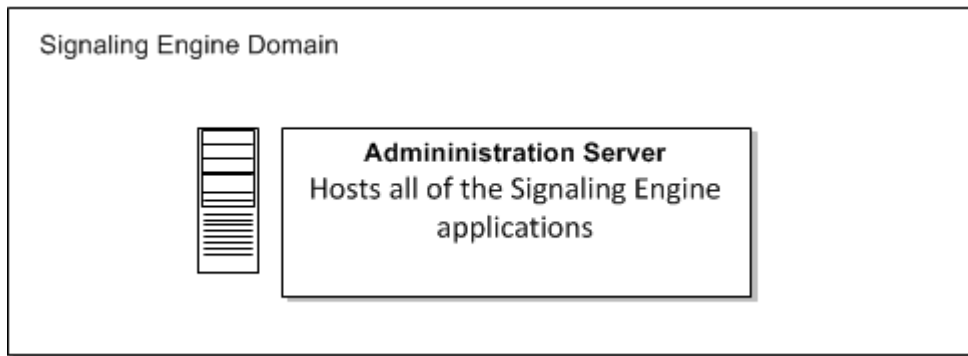 Signaling Engine Domain
Admininistration Server
Hosts all of the Signaling Engine
applications